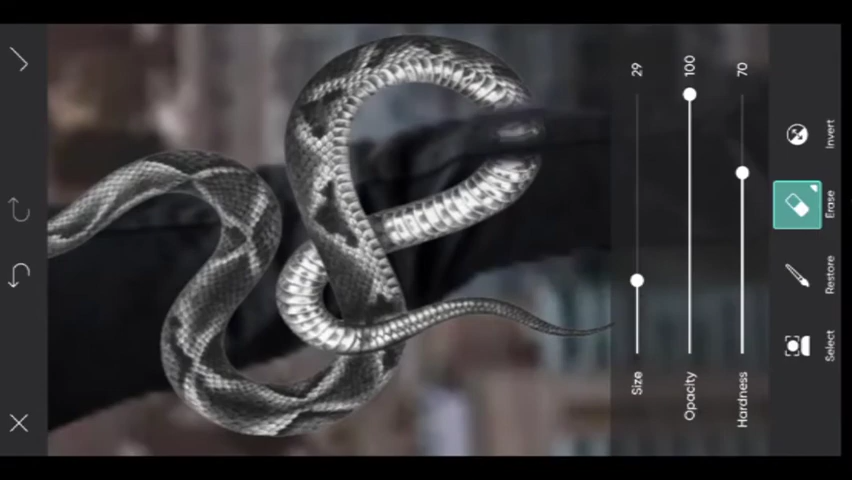 29
100
70
Size
Opacity
Hardness
Invert
Erase
Restore
Select